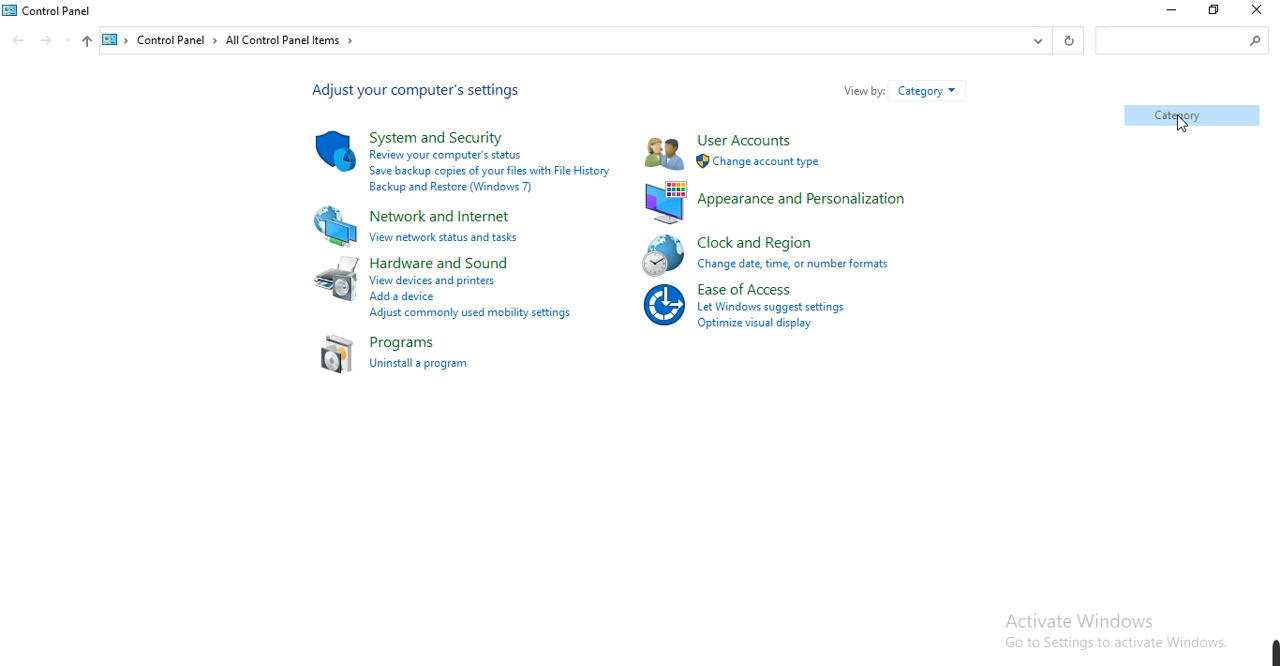 Control Panel
Control Panel > All Control Panel Items >
Adjust your computer's settings
View by: Category
Category
System and Security
Review your computer's status
Save backup copies of your files with File History
Backup and Restore (Windows 7)
Network and Internet
View network status and tasks
Hardware and Sound
View devices and printers
Add a device
Adjust commonly used mobility settings
Programs
Uninstall a program
User Accounts
Change account type
Appearance and Personalization
Clock and Region
Change date, time, or number formats
Ease of Access
Let Windows suggest settings
Optimize visual display
Activate Windows
Go to Settings to activate Windows.